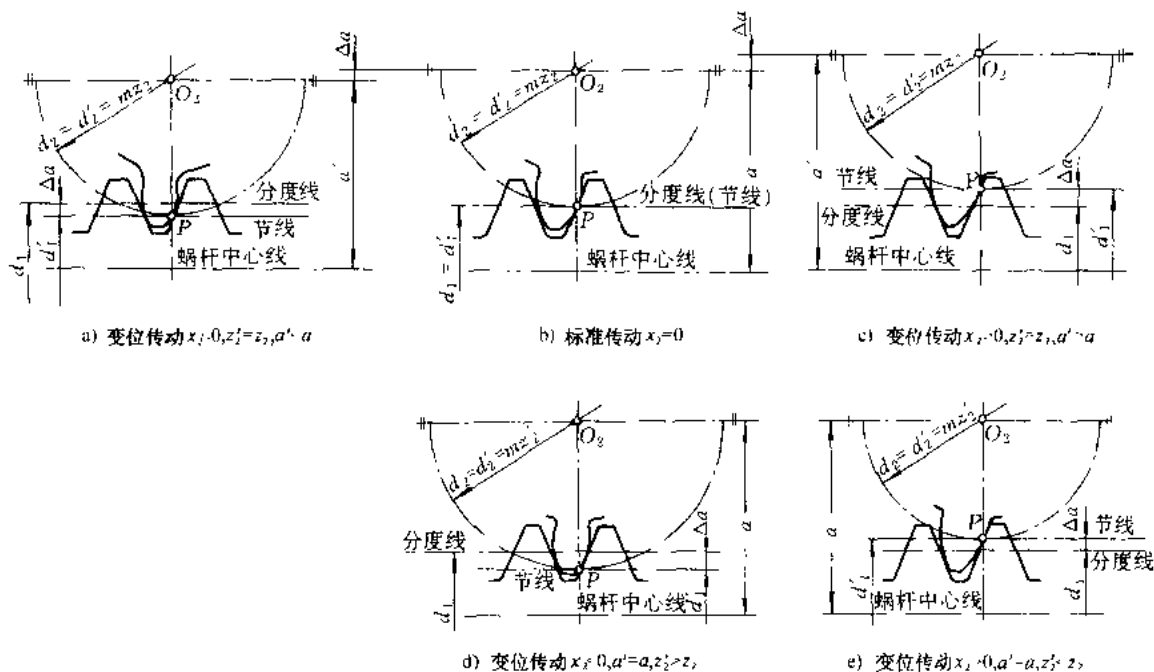 Δa
O₂
d₂ = d′₂ = mz₂
a′
Δa
分度线
P
节线
d′₁
d₁
蜗杆中心线
a) 变位传动
O₂
d′₂ = d′₂ = mz₂
分度线(节线)
P
d₁ = d′₁
a
蜗杆中心线
b) 标准传动 x₂=0
Δa
O₂
a′
节线
P
Δa
分度线
d₁
d′₁
蜗杆中心线
c) 变位传动
O₂
a
Δa
分度线
节线
P
d₁
蜗杆中心线
d) 变位传动
O₂
a
P
Δa
节线
分度线
d′₁
d₁
蜗杆中心线
e) 变位传动